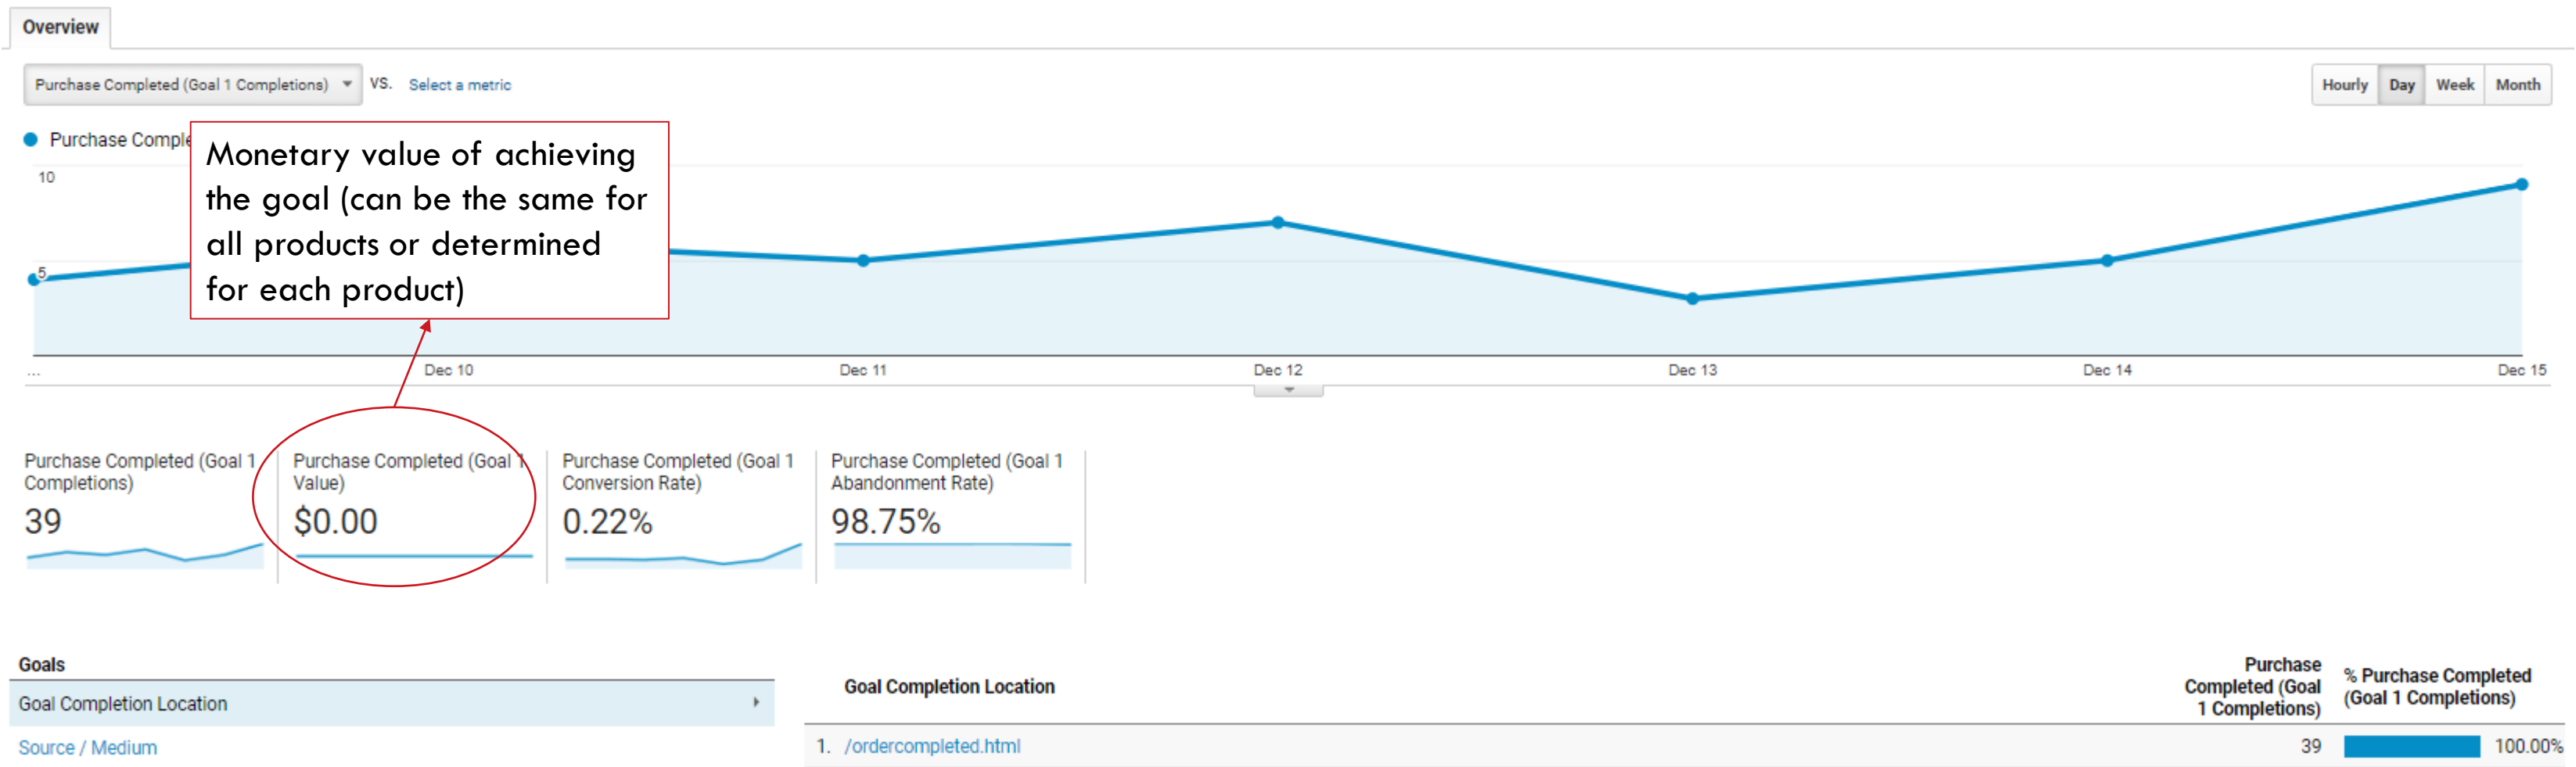 Overview
Purchase Completed (Goal 1 Completions) VS. Select a metric
Hourly Day Week Month
Purchase Comple
Monetary value of achieving
the goal (can be the same for
all products or determined
for each product)
10
5
... Dec 10 Dec 11 Dec 12 Dec 13 Dec 14 Dec 15
Purchase Completed (Goal 1
Completions)
39
Purchase Completed (Goal 1
Value)
$0.00
Purchase Completed (Goal 1
Conversion Rate)
0.22%
Purchase Completed (Goal 1
Abandonment Rate)
98.75%
Goals
Goal Completion Location
Source / Medium
Goal Completion Location
Purchase
Completed (Goal
1 Completions)
% Purchase Completed
(Goal 1 Completions)
1. /ordercompleted.html 39 100.00%